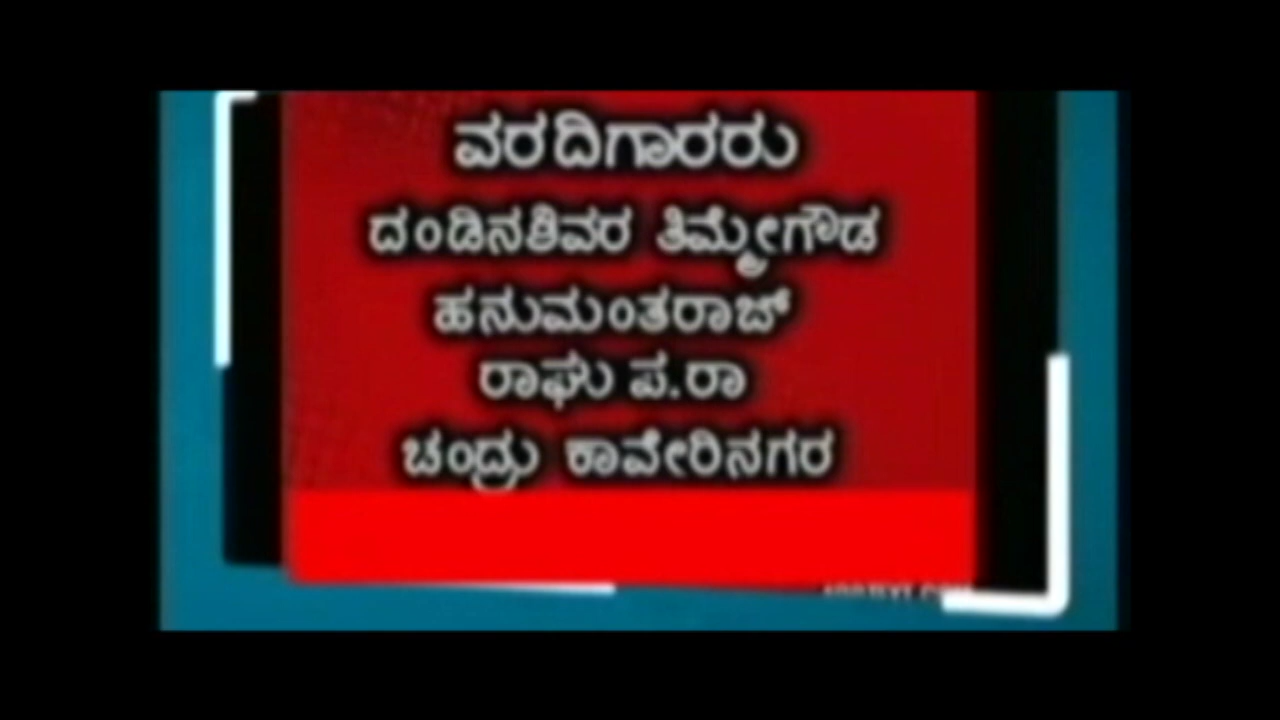 ವರದಿಗಾರರು
ದಂಡಿನಶಿವರ ತಿಮ್ಮೇಗೌಡ
ಹನುಮಂತರಾಜ್
ರಾಘು ಪ.ರಾ
ಚಂದ್ರು ಕಾವೇರಿನಗರ